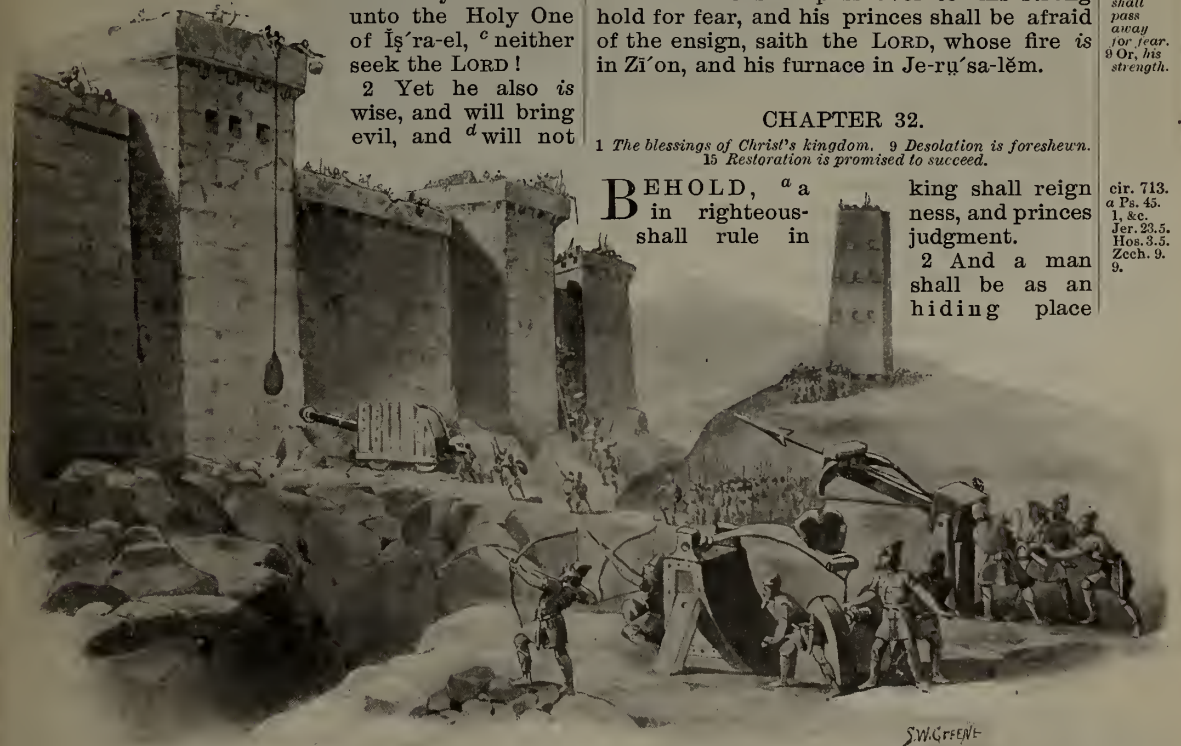 unto the Holy One
of Ĭş´ra-el, ᶜ neither
seek the LORD !
2 Yet he also is
wise, and will bring
evil, and ᵈ will not
hold for fear, and his princes shall be afraid
of the ensign, saith the LORD, whose fire is
in Zī´on, and his furnace in Je-rṳ´sa-lĕm.
shall
pass
away
for fear.
9 Or, his
strength.
CHAPTER 32.
1 The blessings of Christ's kingdom. 9 Desolation is foreshewn.
15 Restoration is promised to succeed.
BEHOLD, ᵃ a king shall reign
in righteous- ness, and princes
shall rule in judgment.
2 And a man
shall be as an
hiding place
cir. 713.
a Ps. 45.
1, &c.
Jer. 23.5.
Hos. 3.5.
Zech. 9.
9.
S.W.GREENE